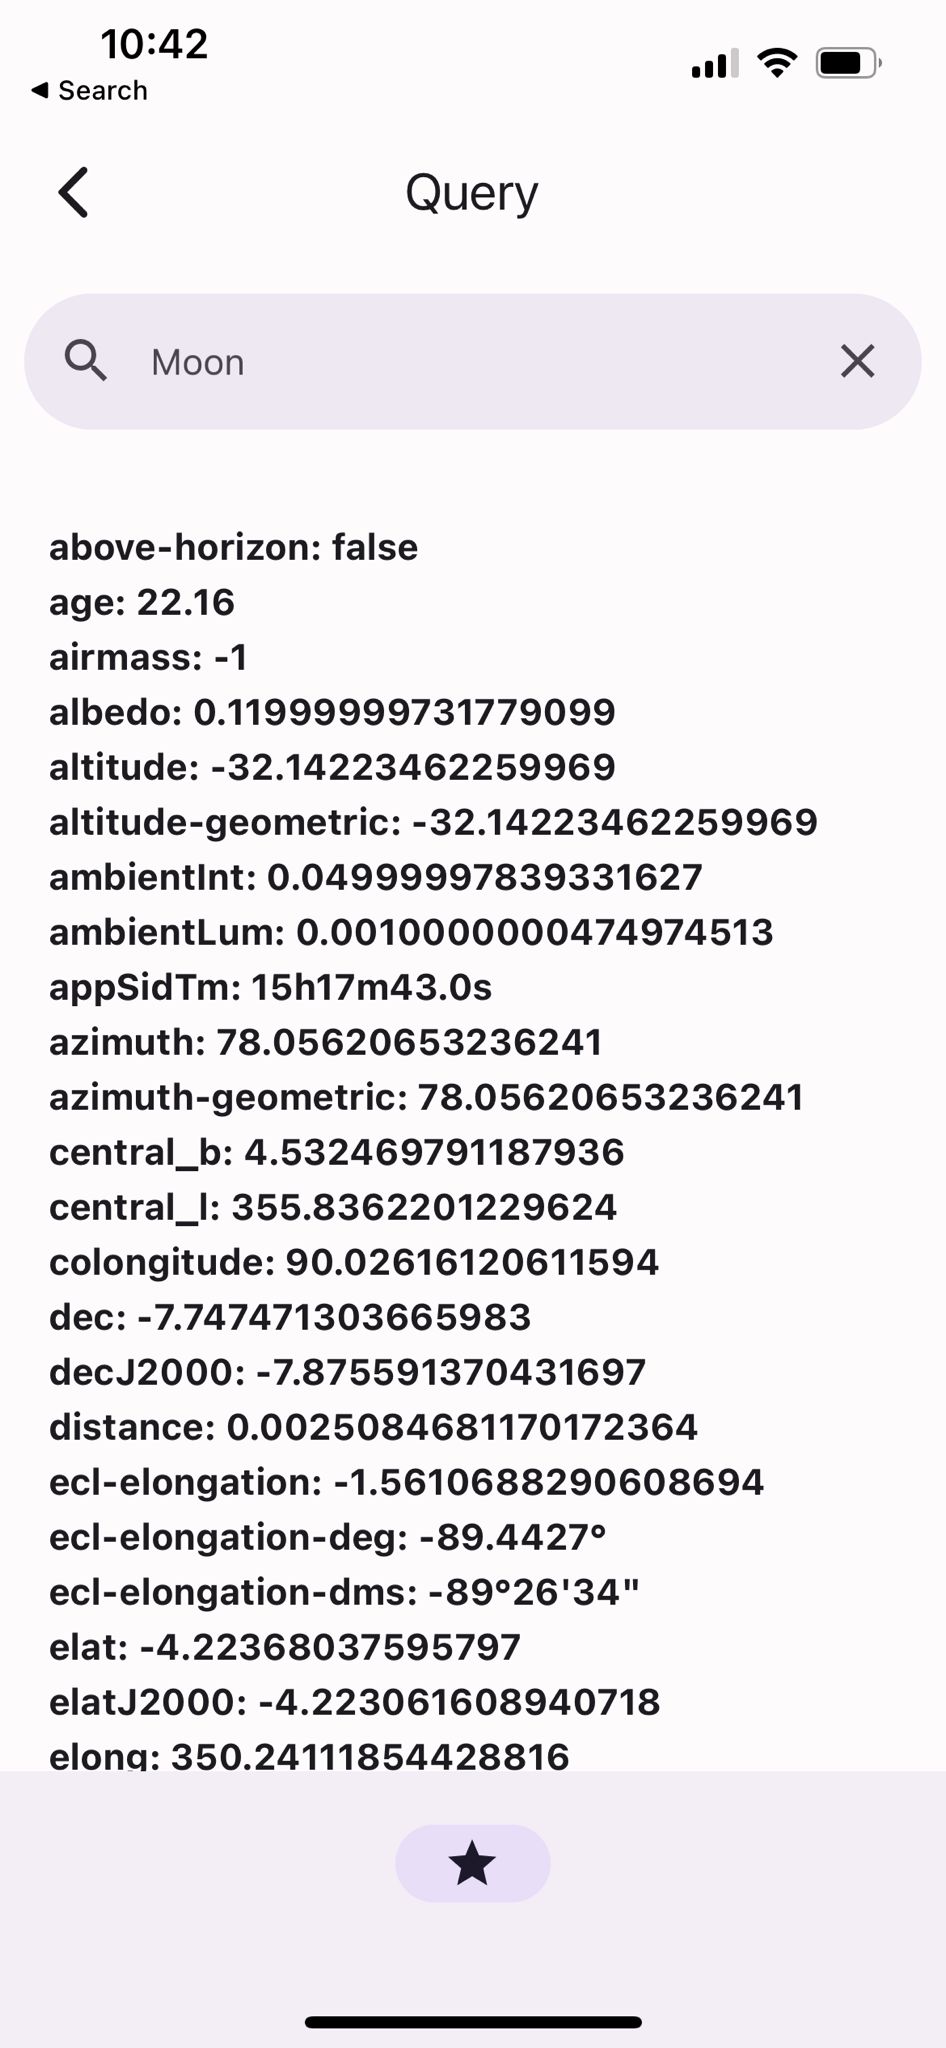 10:42
◀ Search
Query
Moon
above-horizon: false
age: 22.16
airmass: -1
albedo: 0.11999999731779099
altitude: -32.14223462259969
altitude-geometric: -32.14223462259969
ambientInt: 0.04999997839331627
ambientLum: 0.0010000000474974513
appSidTm: 15h17m43.0s
azimuth: 78.05620653236241
azimuth-geometric: 78.05620653236241
central_b: 4.532469791187936
central_l: 355.8362201229624
colongitude: 90.02616120611594
dec: -7.747471303665983
decJ2000: -7.875591370431697
distance: 0.0025084681170172364
ecl-elongation: -1.5610688290608694
ecl-elongation-deg: -89.4427°
ecl-elongation-dms: -89°26'34"
elat: -4.22368037595797
elatJ2000: -4.223061608940718
elong: 350.24111854428816